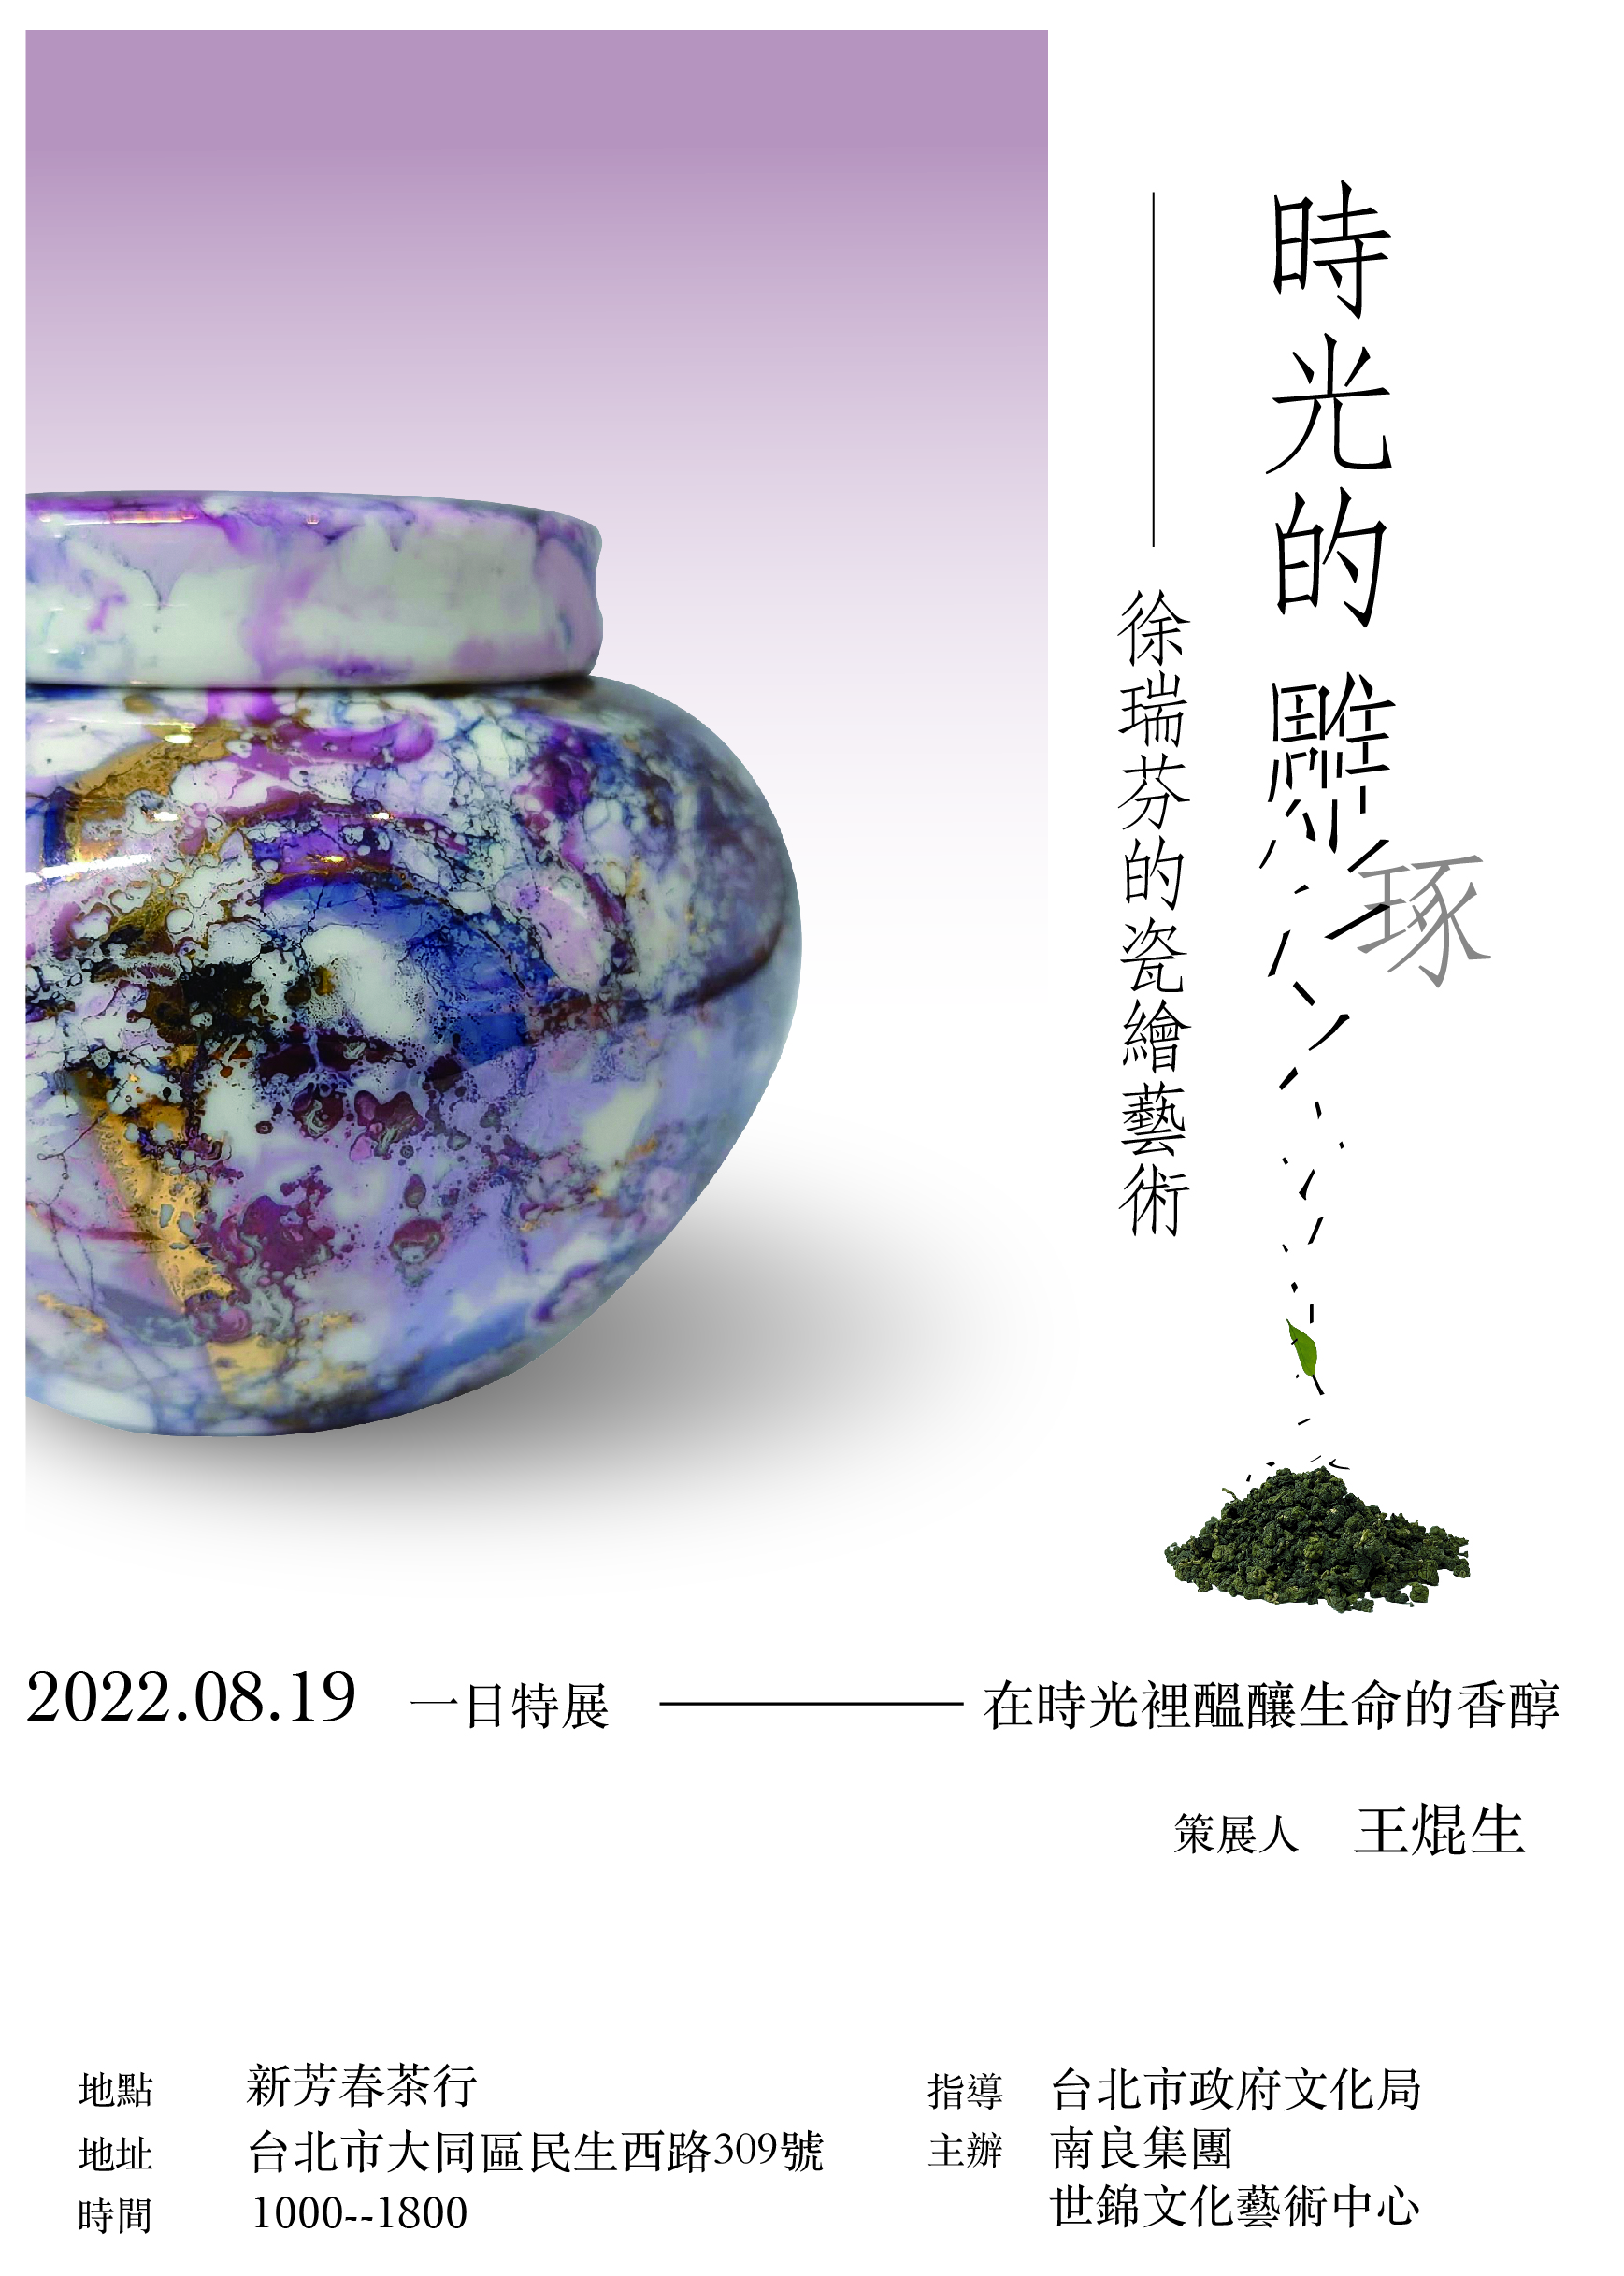 時光的雕琢
徐瑞芬的瓷繪藝術
2022.08.19 一日特展 在時光裡醞釀生命的香醇
策展人 王焜生
地點 新芳春茶行
地址 台北市大同區民生西路309號
時間 1000--1800
指導 台北市政府文化局
主辦 南良集團
世錦文化藝術中心